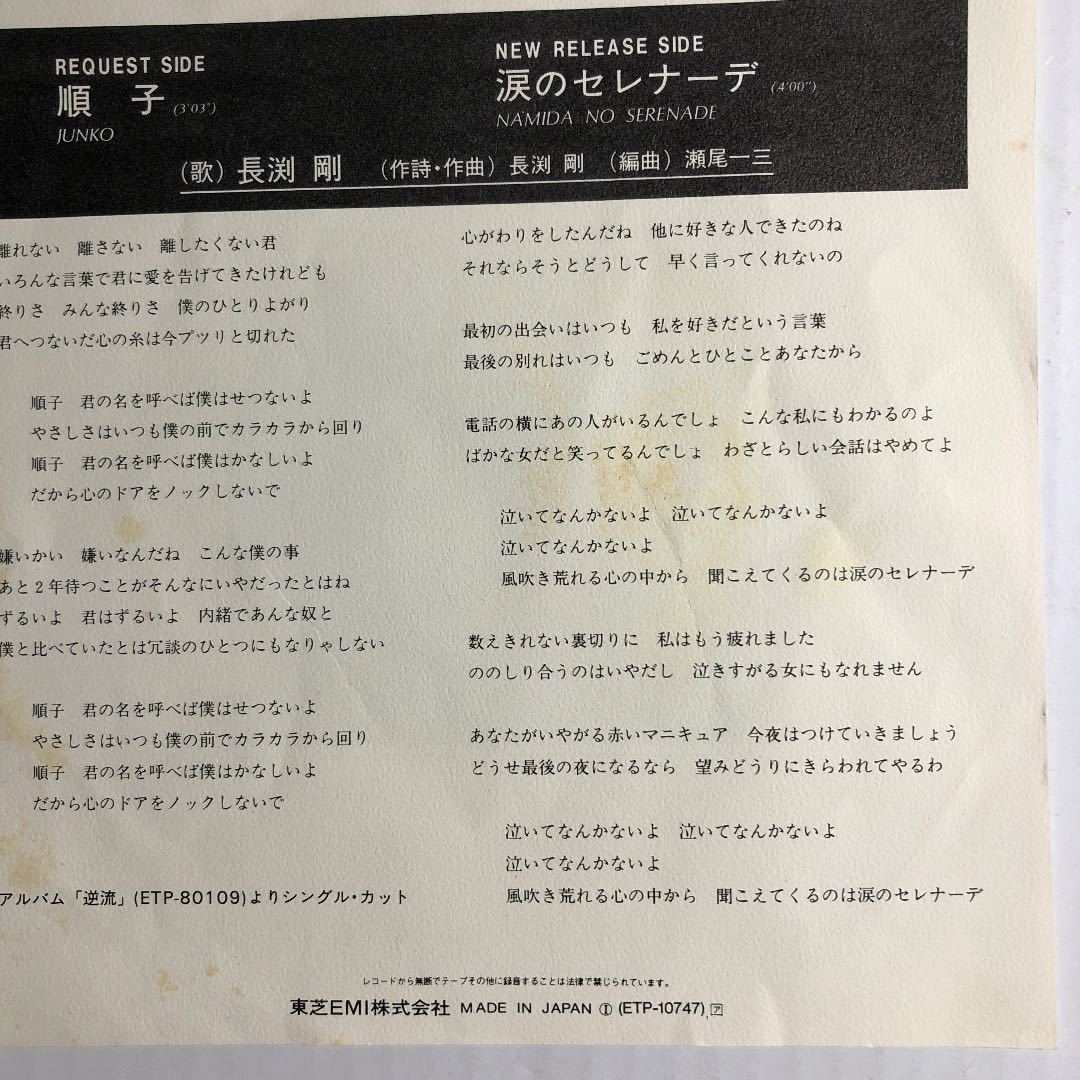 REQUEST SIDE
順 子 (3'03")
JUNKO
NEW RELEASE SIDE
涙のセレナーデ (4'00")
NAMIDA NO SERENADE
(歌) 長渕 剛 (作詩・作曲) 長渕 剛 (編曲) 瀬尾一三
離れない 離さない 離したくない君
いろんな言葉で君に愛を告げてきたけれども
終りさ みんな終りさ 僕のひとりよがり
君へつないだ心の糸は今プツリと切れた
順子 君の名を呼べば僕はせつないよ
やさしさはいつも僕の前でカラカラから回り
順子 君の名を呼べば僕はかなしいよ
だから心のドアをノックしないで
嫌いかい 嫌いなんだね こんな僕の事
あと2年待つことがそんなにいやだったとはね
ずるいよ 君はずるいよ 内緒であんな奴と
僕と比べていたとは冗談のひとつにもなりゃしない
順子 君の名を呼べば僕はせつないよ
やさしさはいつも僕の前でカラカラから回り
順子 君の名を呼べば僕はかなしいよ
だから心のドアをノックしないで
アルバム「逆流」(ETP-80109)よりシングル・カット
心がわりをしたんだね 他に好きな人できたのね
それならそうとどうして 早く言ってくれないの
最初の出会いはいつも 私を好きだという言葉
最後の別れはいつも ごめんとひとことあなたから
電話の横にあの人がいるんでしょ こんな私にもわかるのよ
ばかな女だと笑ってるんでしょ わざとらしい会話はやめてよ
泣いてなんかないよ 泣いてなんかないよ
泣いてなんかないよ
風吹き荒れる心の中から 聞こえてくるのは涙のセレナーデ
数えきれない裏切りに 私はもう疲れました
ののしり合うのはいやだし 泣きすがる女にもなれません
あなたがいやがる赤いマニキュア 今夜はつけていきましょう
どうせ最後の夜になるなら 望みどうりにきらわれてやるわ
泣いてなんかないよ 泣いてなんかないよ
泣いてなんかないよ
風吹き荒れる心の中から 聞こえてくるのは涙のセレナーデ
レコードから無断でテープその他に録音することは法律で禁じられています。
東芝EMI株式会社 MADE IN JAPAN Ⓘ (ETP-10747) ア